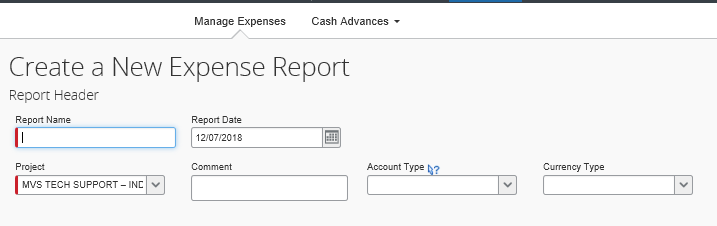 Manage Expenses Cash Advances
Create a New Expense Report
Report Header
Report Name Report Date
12/07/2018
Project Comment Account Type ? Currency Type
MVS TECH SUPPORT – IND